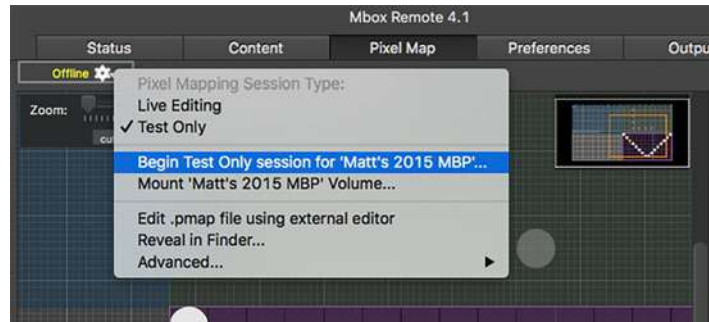 Mbox Remote 4.1
Status Content Pixel Map Preferences
Offline
Pixel Mapping Session Type:
Zoom:
Live Editing
✓ Test Only
Begin Test Only session for 'Matt's 2015 MBP'...
Mount 'Matt's 2015 MBP' Volume...
Edit .pmap file using external editor
Reveal in Finder...
Advanced...